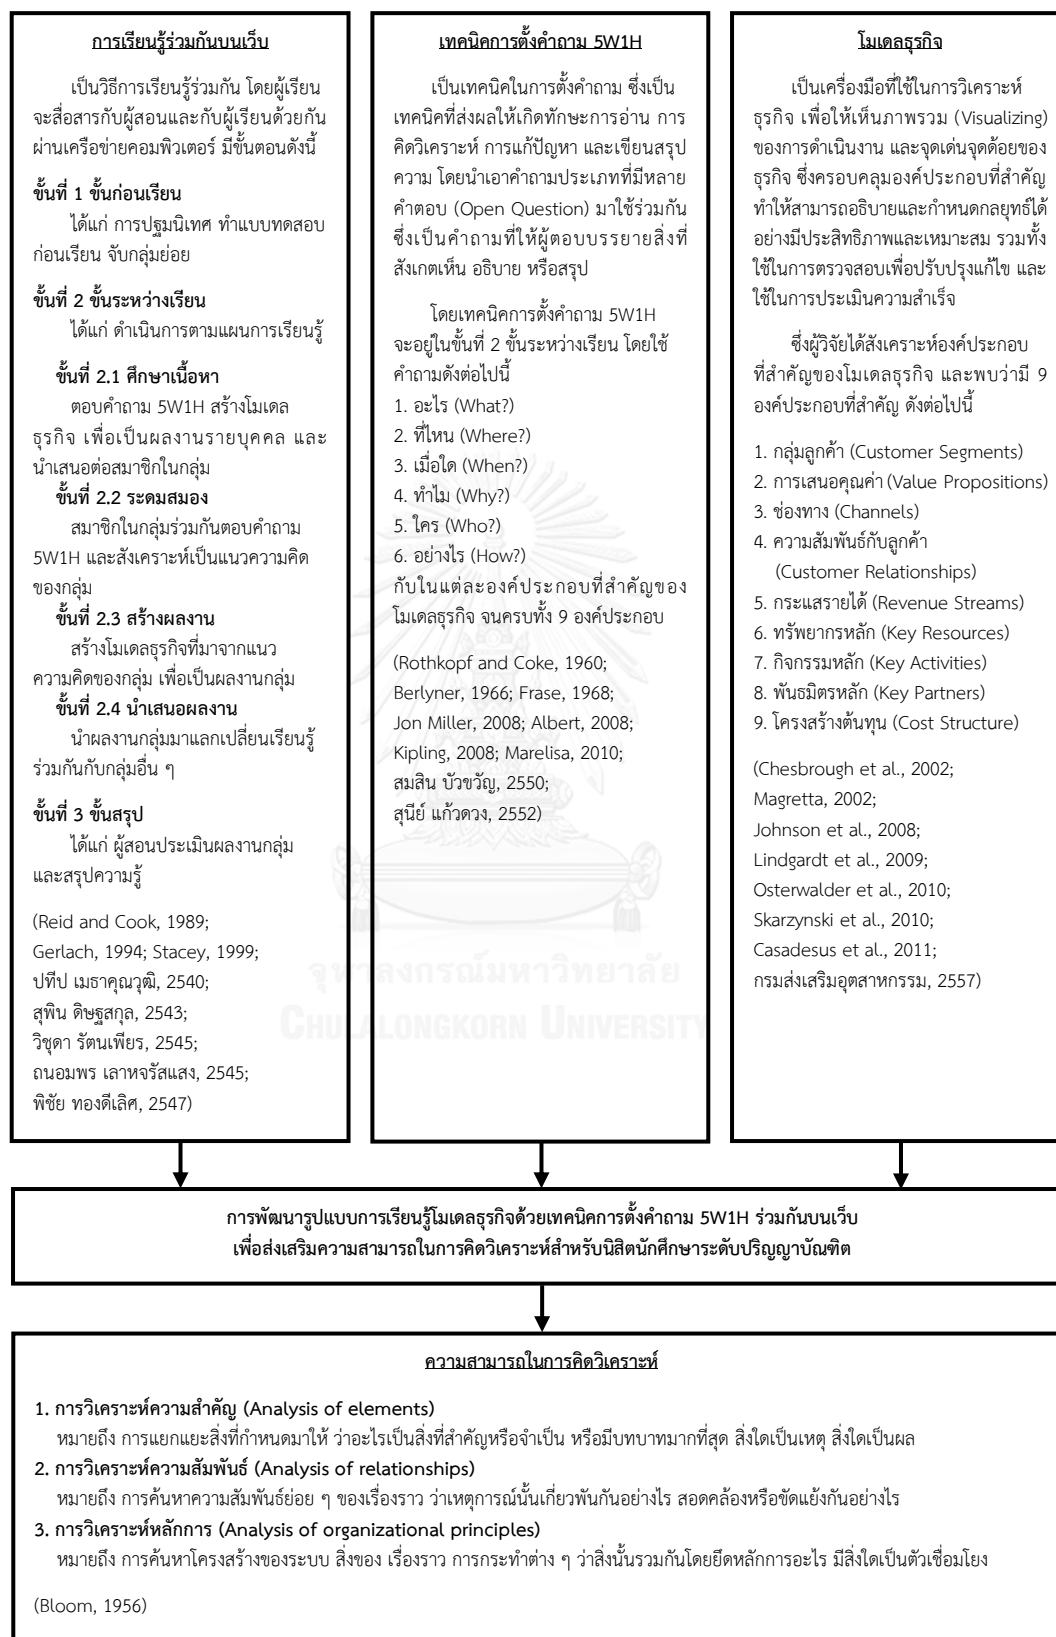 การเรียนรู้ร่วมกันบนเว็บ
เป็นวิธีการเรียนรู้ร่วมกัน โดยผู้เรียน
จะสื่อสารกับผู้สอนและกับผู้เรียนด้วยกัน
ผ่านเครือข่ายคอมพิวเตอร์ มีขั้นตอนดังนี้
ขั้นที่ 1 ขั้นก่อนเรียน
ได้แก่ การปฐมนิเทศ ทำแบบทดสอบ
ก่อนเรียน จับกลุ่มย่อย
ขั้นที่ 2 ขั้นระหว่างเรียน
ได้แก่ ดำเนินการตามแผนการเรียนรู้
ขั้นที่ 2.1 ศึกษาเนื้อหา
ตอบคำถาม 5W1H สร้างโมเดล
ธุรกิจ เพื่อเป็นผลงานรายบุคคล และ
นำเสนอต่อสมาชิกในกลุ่ม
ขั้นที่ 2.2 ระดมสมอง
สมาชิกในกลุ่มร่วมกันตอบคำถาม
5W1H และสังเคราะห์เป็นแนวความคิด
ของกลุ่ม
ขั้นที่ 2.3 สร้างผลงาน
สร้างโมเดลธุรกิจที่มาจากแนว
ความคิดของกลุ่ม เพื่อเป็นผลงานกลุ่ม
ขั้นที่ 2.4 นำเสนอผลงาน
นำผลงานกลุ่มมาแลกเปลี่ยนเรียนรู้
ร่วมกันกับกลุ่มอื่น ๆ
ขั้นที่ 3 ขั้นสรุป
ได้แก่ ผู้สอนประเมินผลงานกลุ่ม
และสรุปความรู้
(Reid and Cook, 1989;
Gerlach, 1994; Stacey, 1999;
ปทีป เมธาคุณวุฒิ, 2540;
สุพิน ดิษฐสกุล, 2543;
วิชุดา รัตนเพียร, 2545;
ถนอมพร เลาหจรัสแสง, 2545;
พิชัย ทองดีเลิศ, 2547)
เทคนิคการตั้งคำถาม 5W1H
เป็นเทคนิคในการตั้งคำถาม ซึ่งเป็น
เทคนิคที่ส่งผลให้เกิดทักษะการอ่าน การ
คิดวิเคราะห์ การแก้ปัญหา และเขียนสรุป
ความ โดยนำเอาคำถามประเภทที่มีหลาย
คำตอบ (Open Question) มาใช้ร่วมกัน
ซึ่งเป็นคำถามที่ให้ผู้ตอบบรรยายสิ่งที่
สังเกตเห็น อธิบาย หรือสรุป
โดยเทคนิคการตั้งคำถาม 5W1H
จะอยู่ในขั้นที่ 2 ขั้นระหว่างเรียน โดยใช้
คำถามดังต่อไปนี้
1. อะไร (What?)
2. ที่ไหน (Where?)
3. เมื่อใด (When?)
4. ทำไม (Why?)
5. ใคร (Who?)
6. อย่างไร (How?)
กับในแต่ละองค์ประกอบที่สำคัญของ
โมเดลธุรกิจ จนครบทั้ง 9 องค์ประกอบ
(Rothkopf and Coke, 1960;
Berlyner, 1966; Frase, 1968;
Jon Miller, 2008; Albert, 2008;
Kipling, 2008; Marelisa, 2010;
สมสิน บัวขวัญ, 2550;
สุนีย์ แก้วดวง, 2552)
โมเดลธุรกิจ
เป็นเครื่องมือที่ใช้ในการวิเคราะห์
ธุรกิจ เพื่อให้เห็นภาพรวม (Visualizing)
ของการดำเนินงาน และจุดเด่นจุดด้อยของ
ธุรกิจ ซึ่งครอบคลุมองค์ประกอบที่สำคัญ
ทำให้สามารถอธิบายและกำหนดกลยุทธ์ได้
อย่างมีประสิทธิภาพและเหมาะสม รวมทั้ง
ใช้ในการตรวจสอบเพื่อปรับปรุงแก้ไข และ
ใช้ในการประเมินความสำเร็จ
ซึ่งผู้วิจัยได้สังเคราะห์องค์ประกอบ
ที่สำคัญของโมเดลธุรกิจ และพบว่ามี 9
องค์ประกอบที่สำคัญ ดังต่อไปนี้
1. กลุ่มลูกค้า (Customer Segments)
2. การเสนอคุณค่า (Value Propositions)
3. ช่องทาง (Channels)
4. ความสัมพันธ์กับลูกค้า
(Customer Relationships)
5. กระแสรายได้ (Revenue Streams)
6. ทรัพยากรหลัก (Key Resources)
7. กิจกรรมหลัก (Key Activities)
8. พันธมิตรหลัก (Key Partners)
9. โครงสร้างต้นทุน (Cost Structure)
(Chesbrough et al., 2002;
Magretta, 2002;
Johnson et al., 2008;
Lindgardt et al., 2009;
Osterwalder et al., 2010;
Skarzynski et al., 2010;
Casadesus et al., 2011;
กรมส่งเสริมอุตสาหกรรม, 2557)
จุฬาลงกรณ์มหาวิทยาลัย
CHULALONGKORN UNIVERSITY
การพัฒนารูปแบบการเรียนรู้โมเดลธุรกิจด้วยเทคนิคการตั้งคำถาม 5W1H ร่วมกันบนเว็บ
เพื่อส่งเสริมความสามารถในการคิดวิเคราะห์สำหรับนิสิตนักศึกษาระดับปริญญาบัณฑิต
ความสามารถในการคิดวิเคราะห์
1. การวิเคราะห์ความสำคัญ (Analysis of elements)
หมายถึง การแยกแยะสิ่งที่กำหนดมาให้ ว่าอะไรเป็นสิ่งที่สำคัญหรือจำเป็น หรือมีบทบาทมากที่สุด สิ่งใดเป็นเหตุ สิ่งใดเป็นผล
2. การวิเคราะห์ความสัมพันธ์ (Analysis of relationships)
หมายถึง การค้นหาความสัมพันธ์ย่อย ๆ ของเรื่องราว ว่าเหตุการณ์นั้นเกี่ยวพันกันอย่างไร สอดคล้องหรือขัดแย้งกันอย่างไร
3. การวิเคราะห์หลักการ (Analysis of organizational principles)
หมายถึง การค้นหาโครงสร้างของระบบ สิ่งของ เรื่องราว การกระทำต่าง ๆ ว่าสิ่งนั้นรวมกันโดยยึดหลักการอะไร มีสิ่งใดเป็นตัวเชื่อมโยง
(Bloom, 1956)